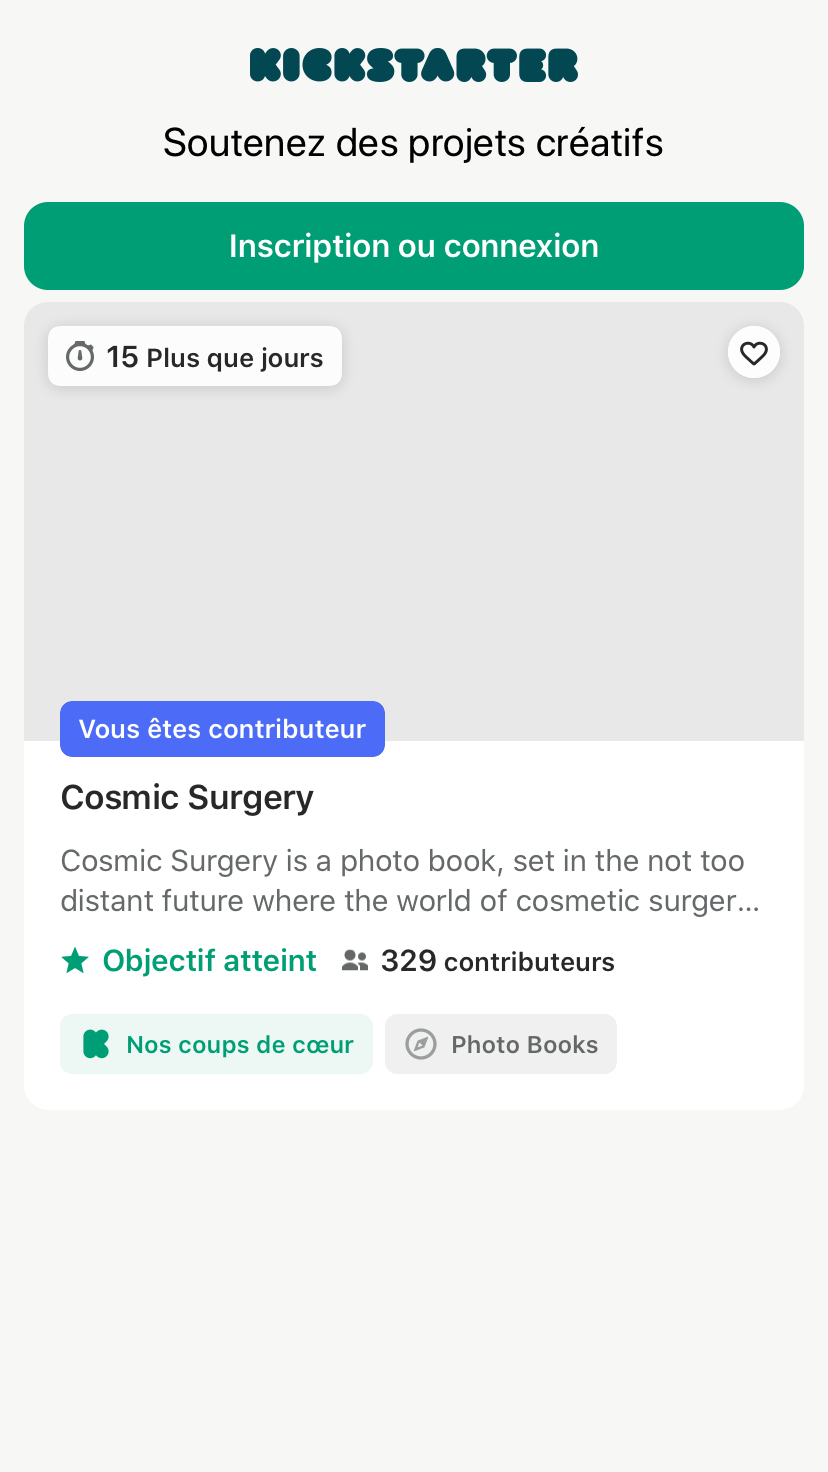 KICKSTARTER
Soutenez des projets créatifs
Inscription ou connexion
15 Plus que jours
Vous êtes contributeur
Cosmic Surgery
Cosmic Surgery is a photo book, set in the not too
distant future where the world of cosmetic surger...
Objectif atteint 329 contributeurs
Nos coups de cœur Photo Books